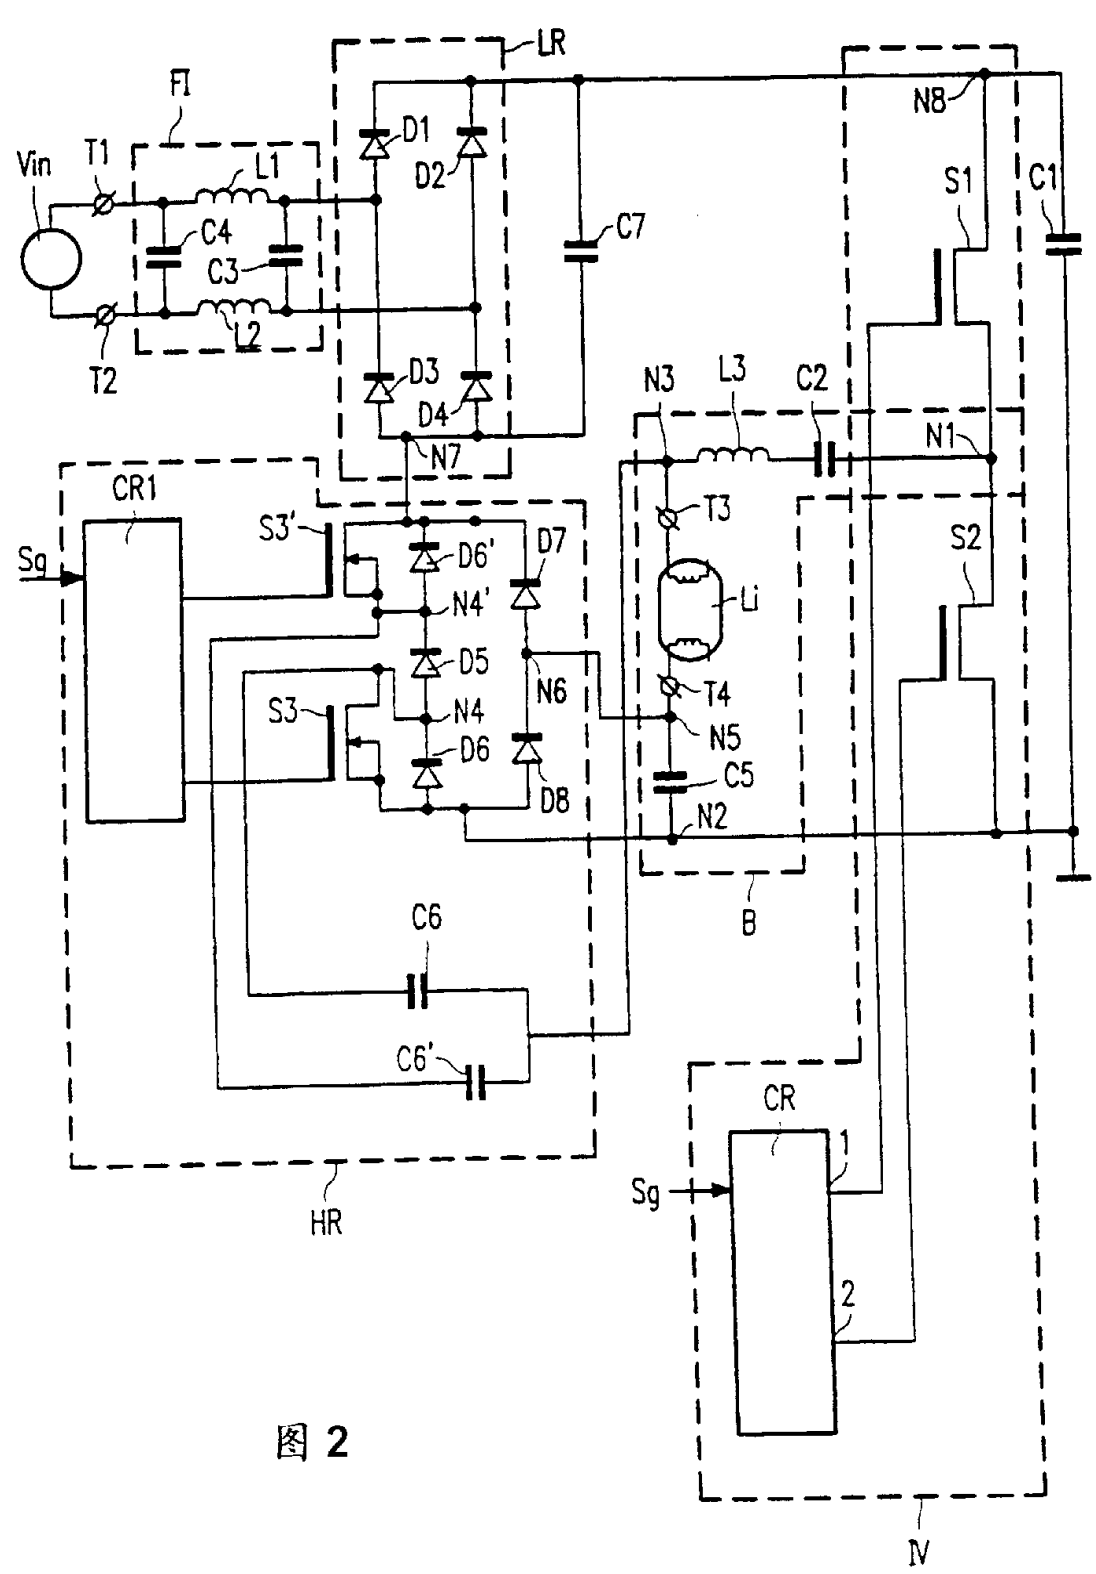 LR
FI
N8
Vin
T1
L1
D1
D2
S1
C1
C4
C3
C7
L2
T2
D3
D4
N3
L3
C2
N1
N7
CR1
S3'
T3
S2
Sg
D6'
D7
N4'
Li
D5
N6
T4
S3
N4
N5
D6
C5
D8
N2
B
C6
C6'
CR
1
Sg
HR
2
图 2
IV